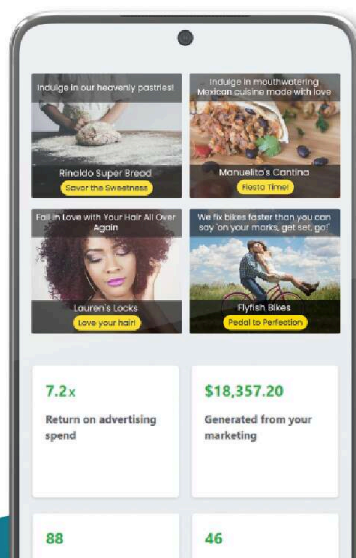 Indulge in our heavenly pastries!
Rinaldo Super Bread
Savor the Sweetness
Indulge in mouthwatering
Mexican cuisine made with love
Manuelito's Cantina
Fiesta Time!
Fall in Love with Your Hair All Over
Again
Lauren's Locks
Love your hair!
We fix bikes faster than you can
say 'on your marks, get set, go!'
Flyfish Bikes
Pedal to Perfection
7.2x
Return on advertising
spend
$18,357.20
Generated from your
marketing
88
46